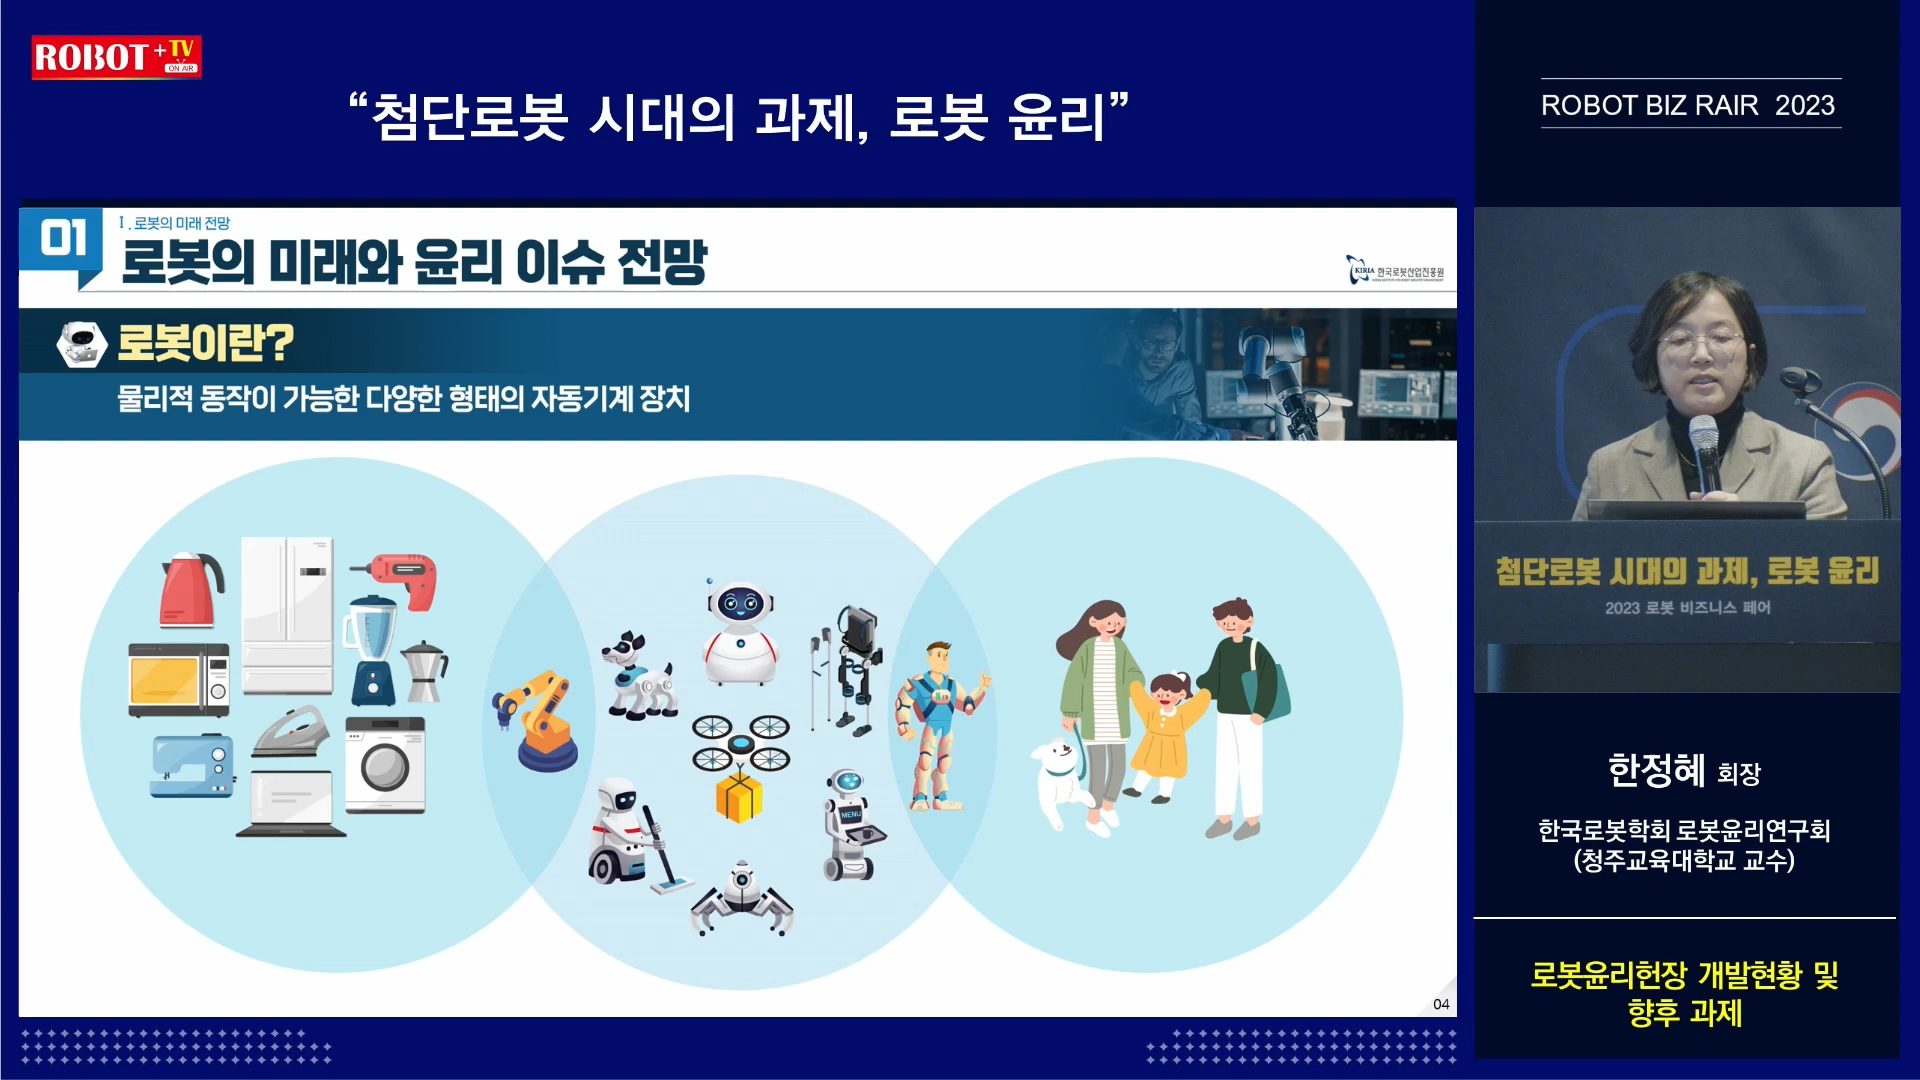 ROBOT+TV
ON AIR
“첨단로봇 시대의 과제, 로봇 윤리”
ROBOT BIZ RAIR 2023
01
Ⅰ. 로봇의 미래 전망
로봇의 미래와 윤리 이슈 전망
KIRIA 한국로봇산업진흥원
로봇이란?
물리적 동작이 가능한 다양한 형태의 자동기계 장치
MENU
04
첨단로봇 시대의 과제, 로봇 윤리
2023 로봇 비즈니스 페어
한정혜 회장
한국로봇학회 로봇윤리연구회
(청주교육대학교 교수)
로봇윤리헌장 개발현황 및
향후 과제